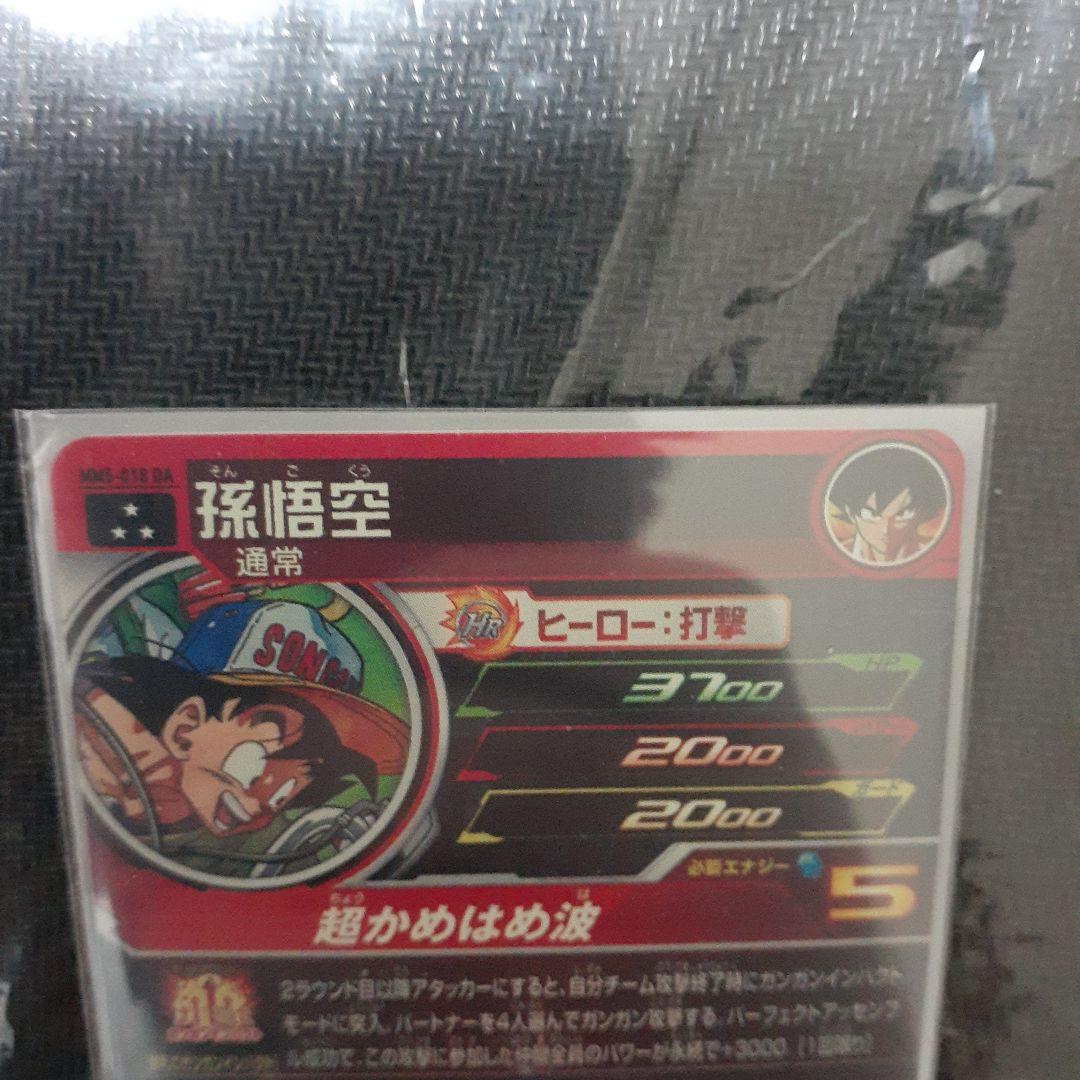 MM5-018 DA
そん ご くう
孫悟空
通常
SON
HR ヒーロー：打撃
HP
3700
2000
ガード
2000
必要エナジー 5
ちょう は
超かめはめ波
2ラウンド目以降アタッカーにすると、自分チーム攻撃終了時にガンガンインパクト
モードに突入。パートナーを4人選んでガンガン攻撃する。パーフェクトアッセンブ
ル成功で、この攻撃に参加した仲間全員のパワーが永続で+3000 [1回限り]